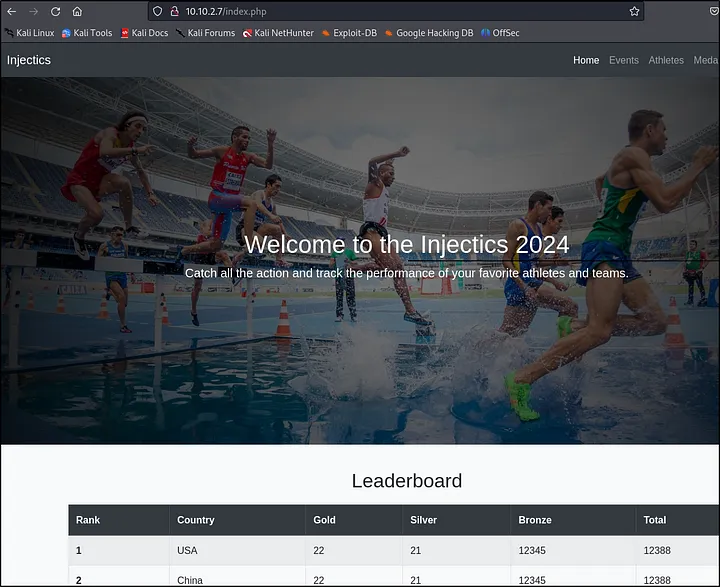 10.10.2.7/index.php
Kali Linux Kali Tools Kali Docs Kali Forums Kali NetHunter Exploit-DB Google Hacking DB OffSec
Injectics Home Events Athletes Meda
Welcome to the Injectics 2024
Catch all the action and track the performance of your favorite athletes and teams.
Leaderboard
Rank Country Gold Silver Bronze Total
1 USA 22 21 12345 12388
2 China 22 21 12345 12388